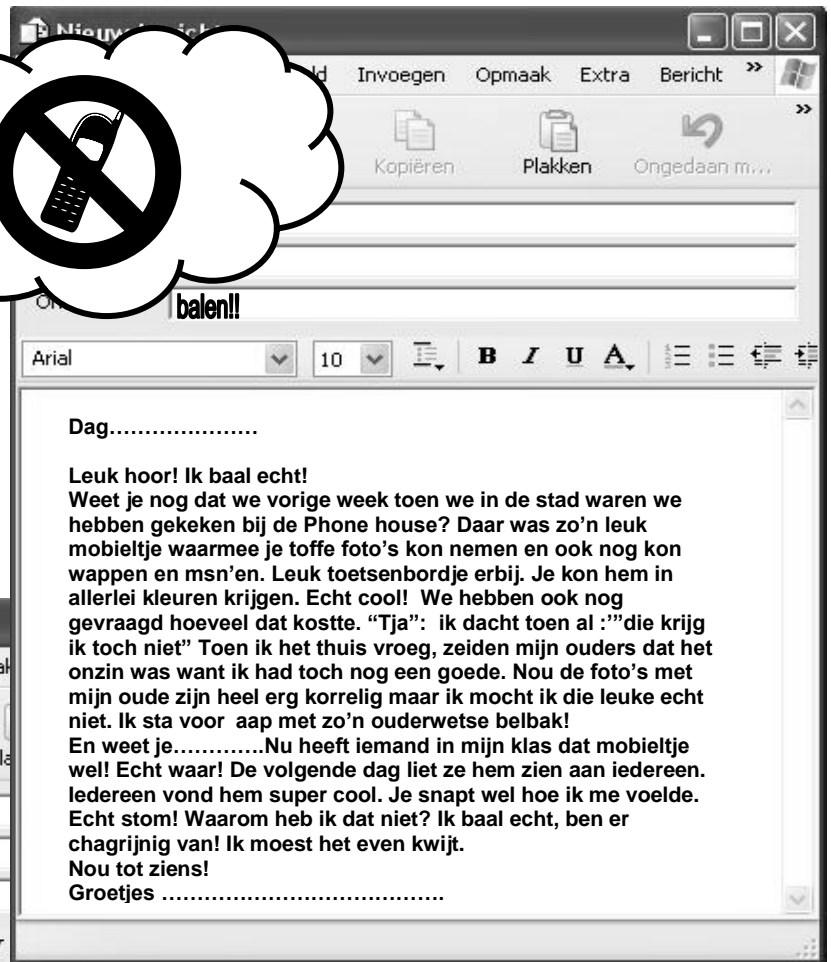 Invoegen Opmaak Extra Bericht »
Kopiëren Plakken Ongedaan m... »
balen!!
Arial 10 B I U A
Dag…………………
Leuk hoor! Ik baal echt!
Weet je nog dat we vorige week toen we in de stad waren we
hebben gekeken bij de Phone house? Daar was zo’n leuk
mobieltje waarmee je toffe foto’s kon nemen en ook nog kon
wappen en msn’en. Leuk toetsenbordje erbij. Je kon hem in
allerlei kleuren krijgen. Echt cool!  We hebben ook nog
gevraagd hoeveel dat kostte. “Tja”:  ik dacht toen al :’”die krijg
ik toch niet” Toen ik het thuis vroeg, zeiden mijn ouders dat het
onzin was want ik had toch nog een goede. Nou de foto’s met
mijn oude zijn heel erg korrelig maar ik mocht ik die leuke echt
niet. Ik sta voor  aap met zo’n ouderwetse belbak!
En weet je………….Nu heeft iemand in mijn klas dat mobieltje
wel! Echt waar! De volgende dag liet ze hem zien aan iedereen.
Iedereen vond hem super cool. Je snapt wel hoe ik me voelde.
Echt stom! Waarom heb ik dat niet? Ik baal echt, ben er
chagrijnig van! Ik moest het even kwijt.
Nou tot ziens!
Groetjes ………………………………….